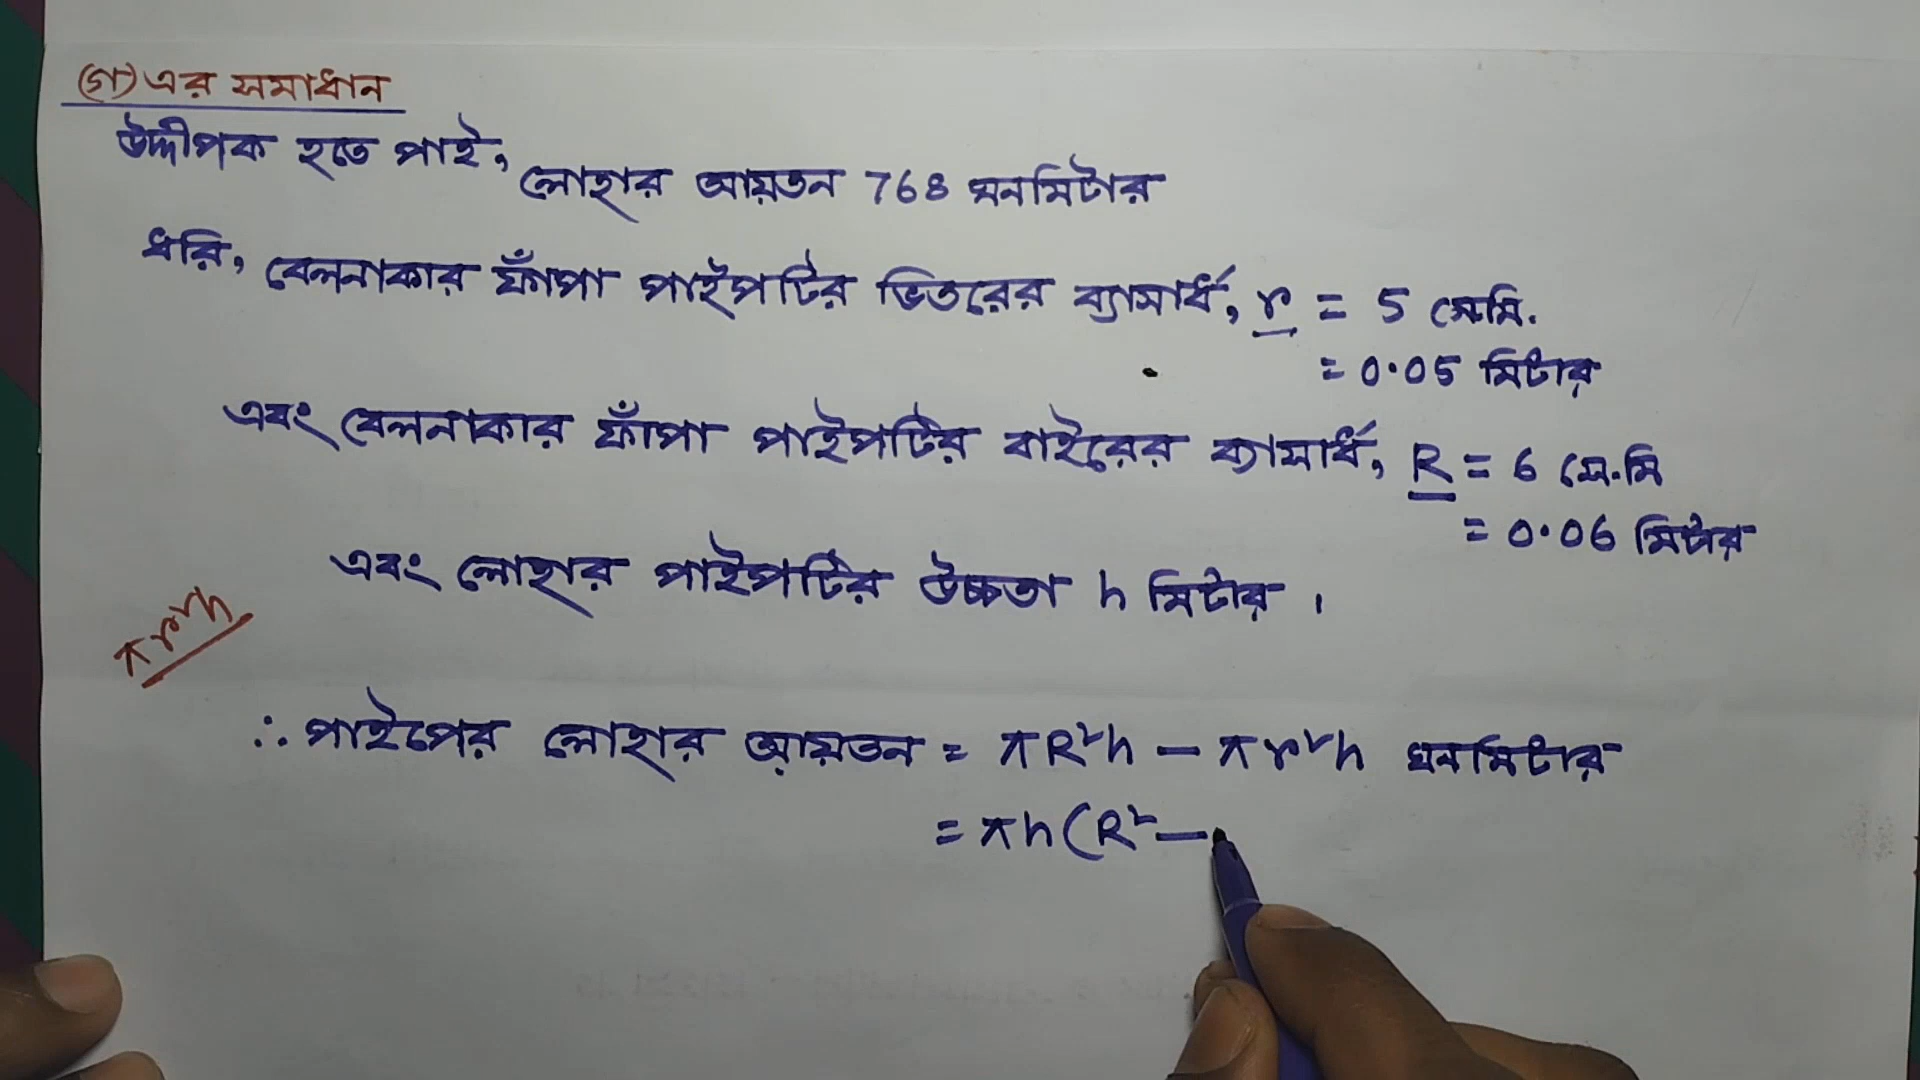 (গ) এর সমাধান
উদ্দীপক হতে পাই, লোহার আয়তন 768 ঘনমিটার
ধরি, বেলনাকার ফাঁপা পাইপটির ভিতরের ব্যাসার্ধ, r = 5 সে.মি.
= 0.05 মিটার
এবং বেলনাকার ফাঁপা পাইপটির বাইরের ব্যাসার্ধ, R = 6 সে.মি
= 0.06 মিটার
এবং লোহার পাইপটির উচ্চতা h মিটার ।
πr²h
∴ পাইপের লোহার আয়তন = πR²h − πr²h ঘনমিটার
= πh(R² −